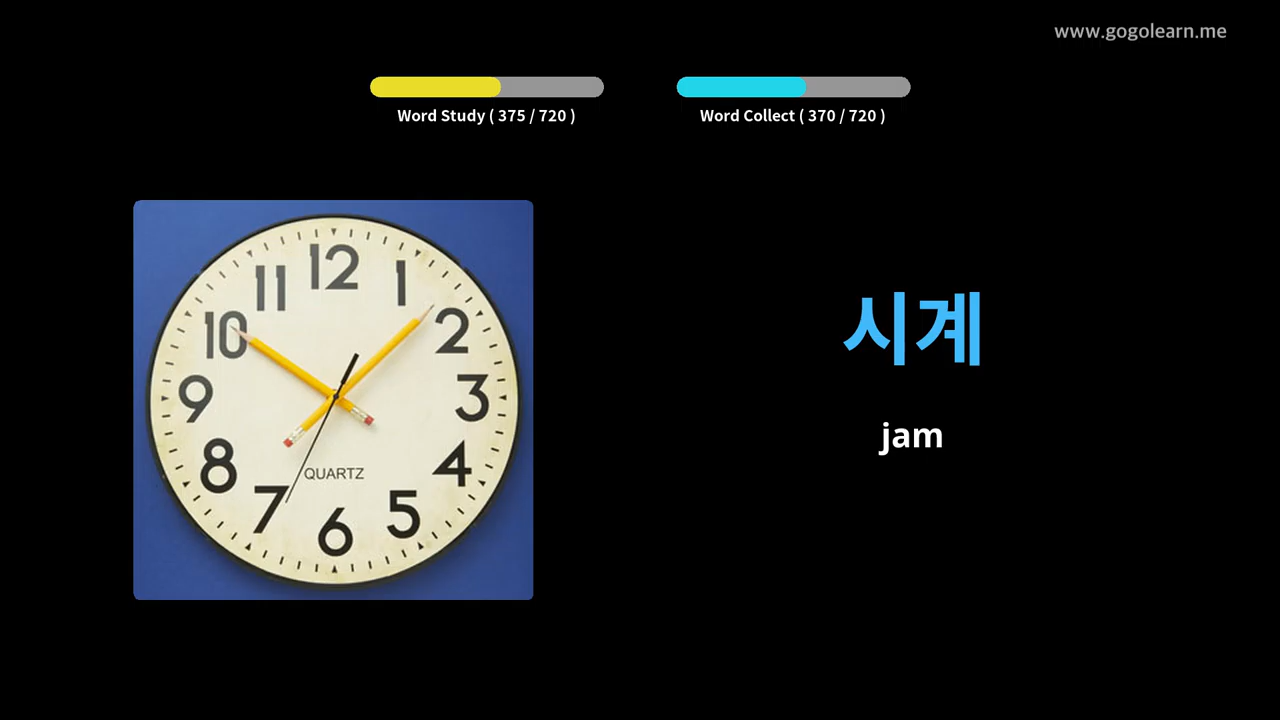 www.gogolearn.me
Word Study ( 375 / 720 )
Word Collect ( 370 / 720 )
12
11
1
10
2
9
3
8
4
QUARTZ
7
5
6
시계
jam